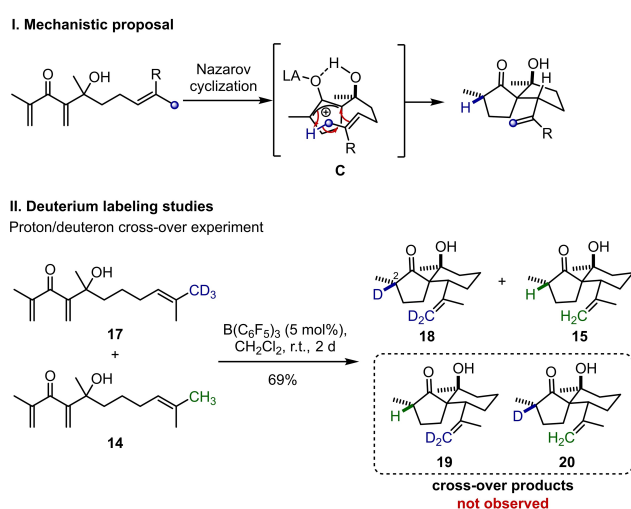 I. Mechanistic proposal
O
OH
R
Nazarov
cyclization
LA
O
H
O
⊕
H
R
C
O
OH
H
H
R
II. Deuterium labeling studies
Proton/deuteron cross-over experiment
O
OH
CD3
17
+
O
OH
CH3
14
B(C6F5)3 (5 mol%),
CH2Cl2, r.t., 2 d
69%
O
OH
2
D
D2C
18
+
O
OH
H
H2C
15
O
OH
H
D2C
19
O
OH
D
H2C
20
cross-over products
not observed